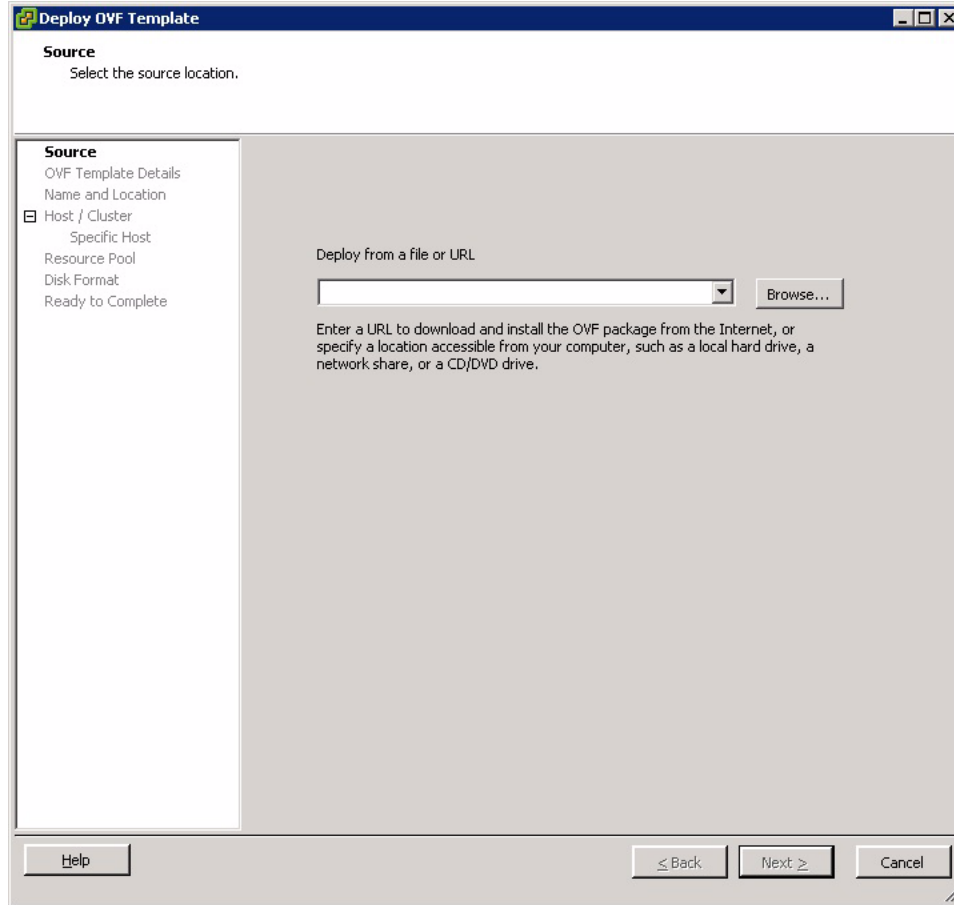 Deploy OVF Template
Source
Select the source location.
Source
OVF Template Details
Name and Location
Host / Cluster
Specific Host
Resource Pool
Disk Format
Ready to Complete
Deploy from a file or URL
Browse...
Enter a URL to download and install the OVF package from the Internet, or
specify a location accessible from your computer, such as a local hard drive, a
network share, or a CD/DVD drive.
Help
≤ Back
Next ≥
Cancel